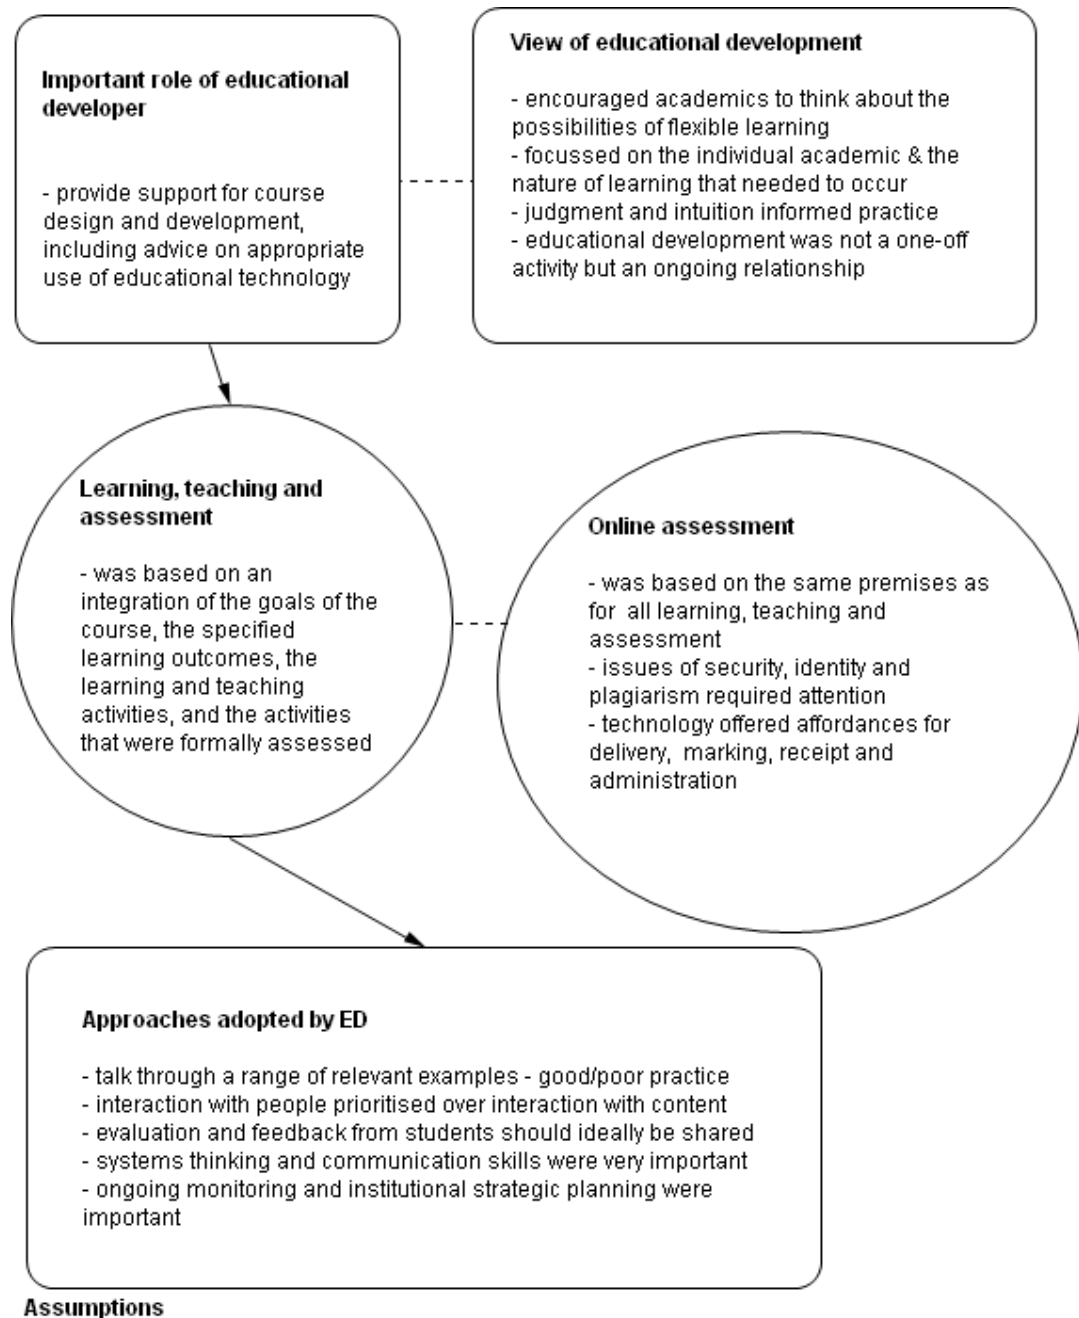 Important role of educational
developer
- provide support for course
design and development,
including advice on appropriate
use of educational technology
View of educational development
- encouraged academics to think about the
possibilities of flexible learning
- focussed on the individual academic & the
nature of learning that needed to occur
- judgment and intuition informed practice
- educational development was not a one-off
activity but an ongoing relationship
Learning, teaching and
assessment
- was based on an
integration of the goals of the
course, the specified
learning outcomes, the
learning and teaching
activities, and the activities
that were formally assessed
Online assessment
- was based on the same premises as
for all learning, teaching and
assessment
- issues of security, identity and
plagiarism required attention
- technology offered affordances for
delivery, marking, receipt and
administration
Approaches adopted by ED
- talk through a range of relevant examples - good/poor practice
- interaction with people prioritised over interaction with content
- evaluation and feedback from students should ideally be shared
- systems thinking and communication skills were very important
- ongoing monitoring and institutional strategic planning were
important
Assumptions